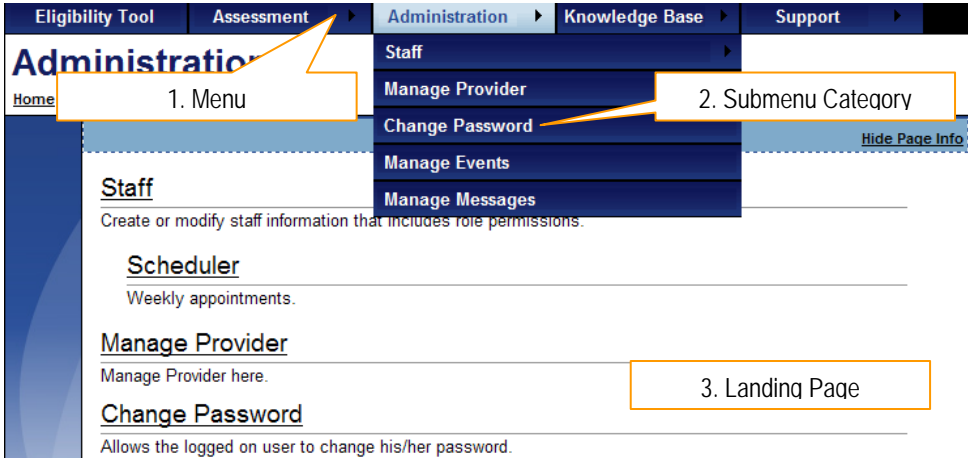 Eligibility Tool Assessment Administration Knowledge Base Support
Administration
Home
1. Menu
Staff
Manage Provider
Change Password
Manage Events
Manage Messages
2. Submenu Category
Hide Page Info
Staff
Create or modify staff information that includes role permissions.
Scheduler
Weekly appointments.
Manage Provider
Manage Provider here.
3. Landing Page
Change Password
Allows the logged on user to change his/her password.